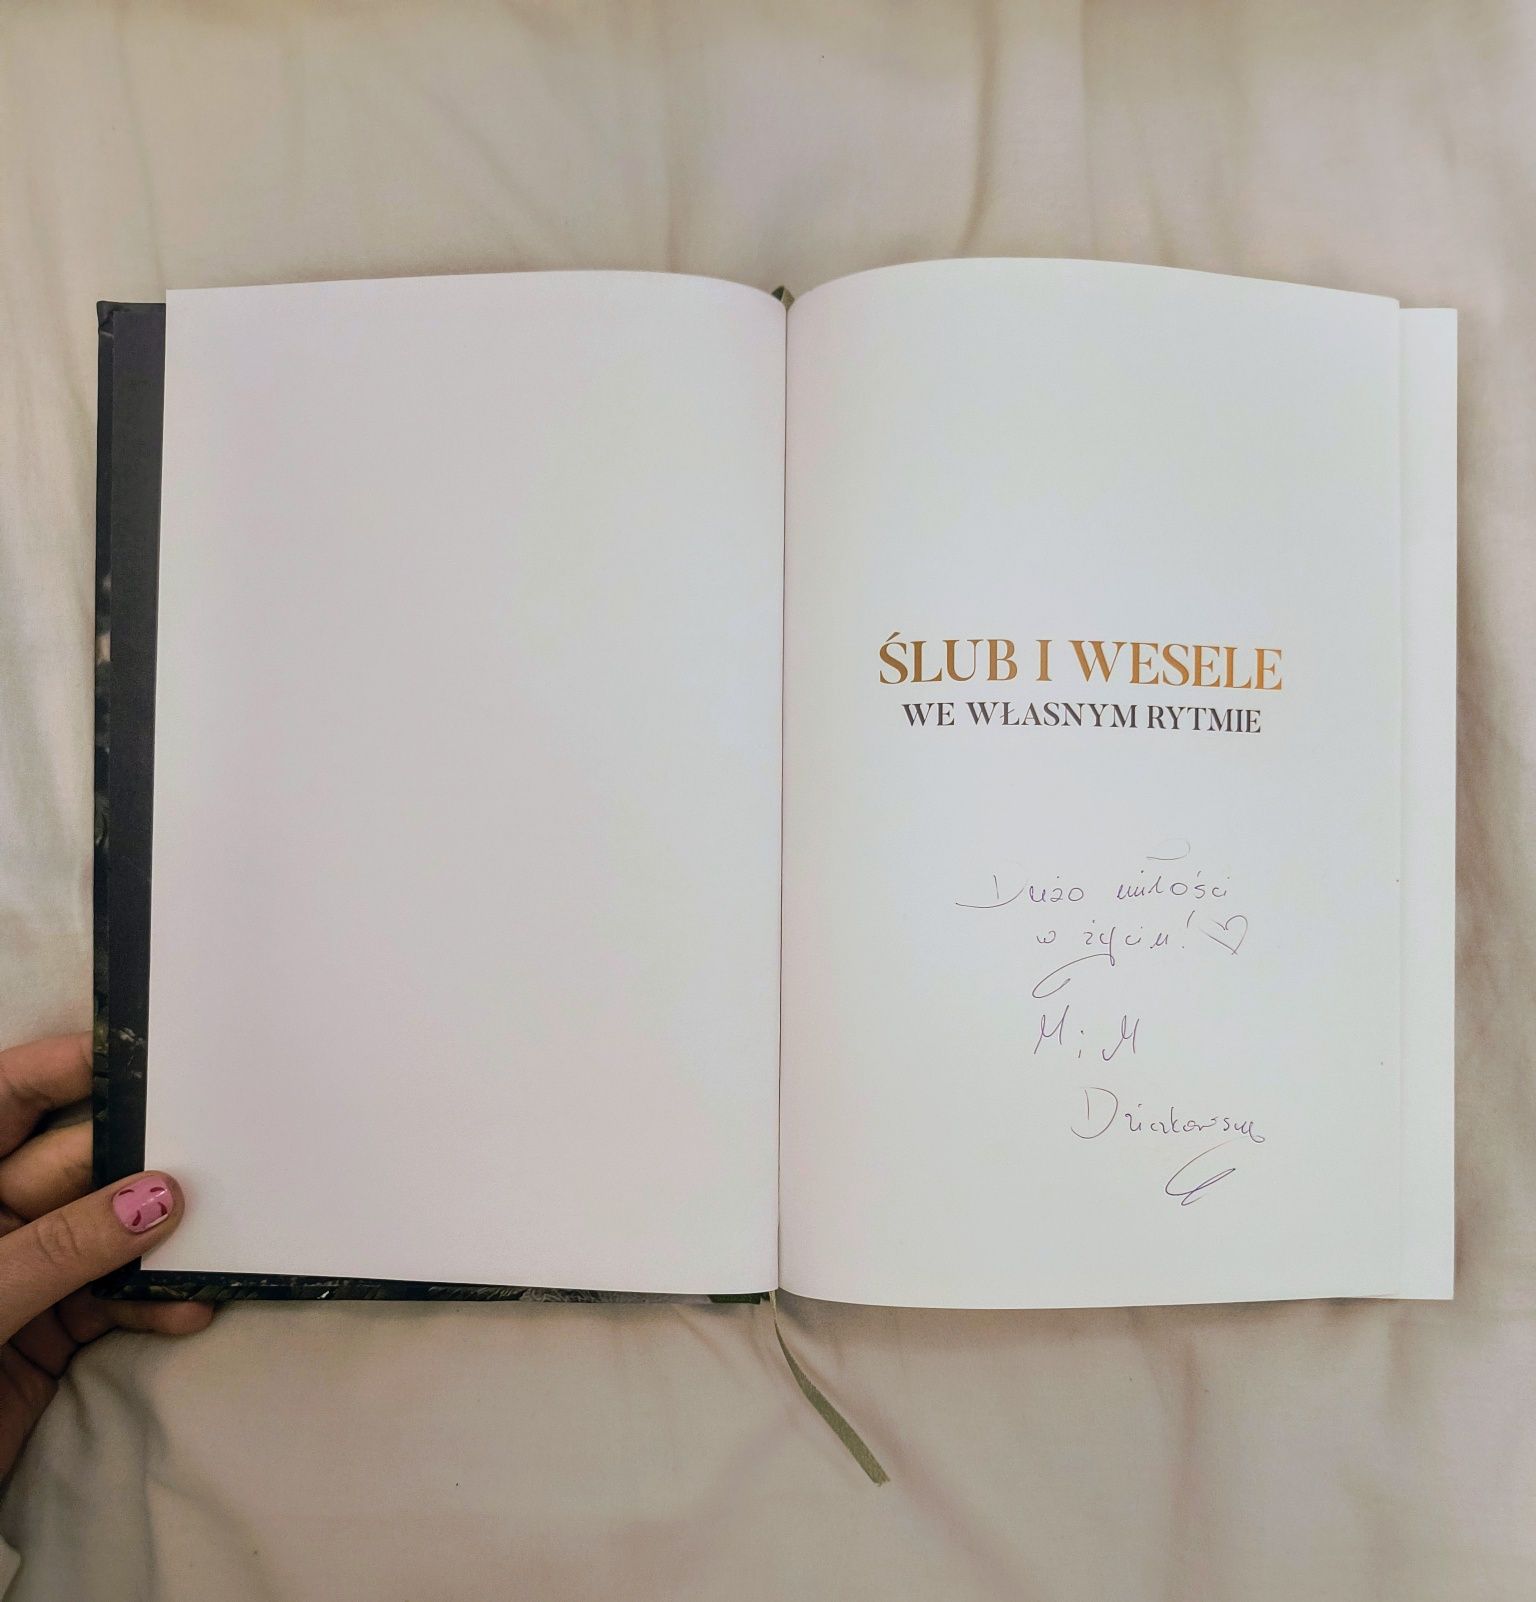 ŚLUB I WESELE
WE WŁASNYM RYTMIE
Dużo miłości
w życiu! ♡
M i M